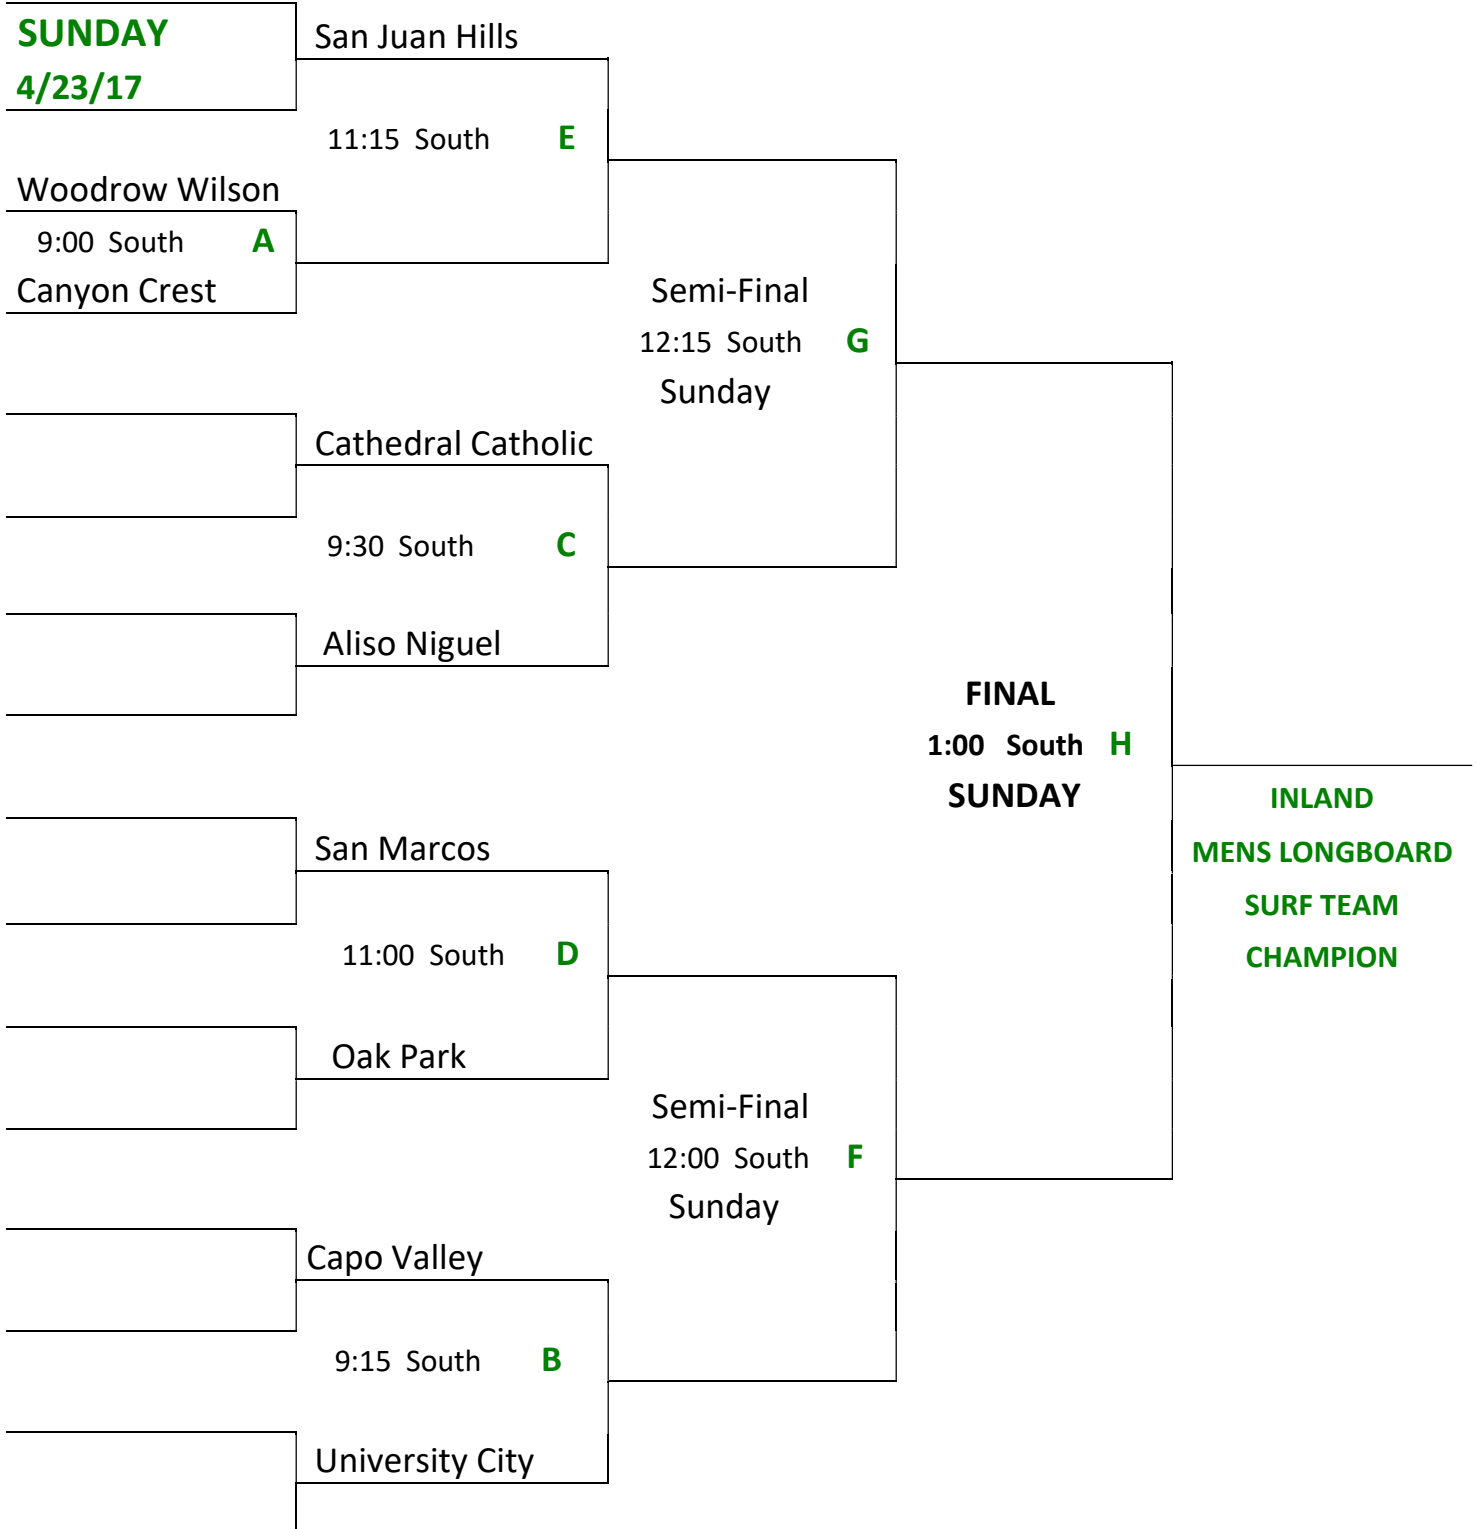 SUNDAY
4/23/17
San Juan Hills
11:15 South E
Woodrow Wilson
9:00 South A
Canyon Crest
Semi-Final
12:15 South G
Sunday
Cathedral Catholic
9:30 South C
Aliso Niguel
FINAL
1:00 South H
SUNDAY
INLAND
MENS LONGBOARD
SURF TEAM
CHAMPION
San Marcos
11:00 South D
Oak Park
Semi-Final
12:00 South F
Sunday
Capo Valley
9:15 South B
University City